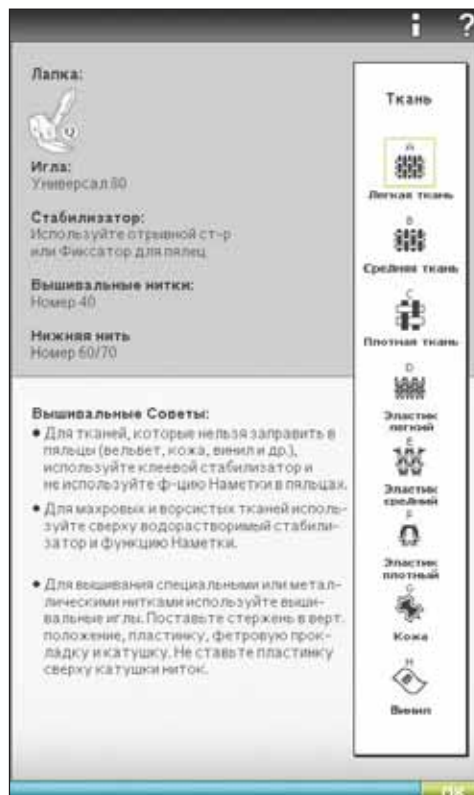 i ?
Лапка:
Q
Игла:
Универсал 80
Стабилизатор:
Используйте отрывной ст-р
или Фиксатор для пялец
Вышивальные нитки:
Номер 40
Нижняя нить
Номер 60/70
Вышивальные Советы:
• Для тканей, которые нельзя заправить в
пяльцы (вельвет, кожа, винил и др.),
используйте клеевой стабилизатор и
не используйте ф-цию Наметки в пяльцах.
• Для махровых и ворсистых тканей исполь-
зуйте сверху водорастворимый стабили-
затор и функцию Наметки.
• Для вышивания специальными или метал-
лическими нитками используйте выши-
вальные иглы. Поставьте стержень в верт.
положение, пластинку, фетровую прок-
ладку и катушку. Не ставьте пластинку
сверху катушки ниток.
Ткань
A
Легкая ткань
B
Средняя ткань
C
Плотная ткань
D
Эластик
легкий
E
Эластик
средний
F
Эластик
плотный
G
Кожа
H
Винил
OK